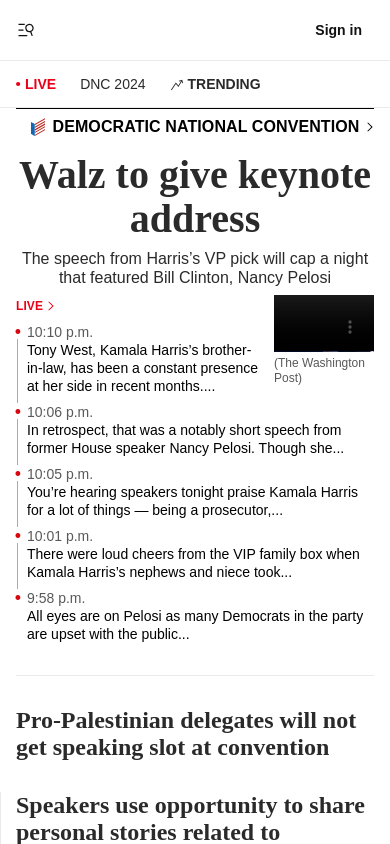 Sign in
LIVE
DNC 2024
TRENDING
DEMOCRATIC NATIONAL CONVENTION
Walz to give keynote
address
The speech from Harris’s VP pick will cap a night
that featured Bill Clinton, Nancy Pelosi
LIVE
10:10 p.m.
Tony West, Kamala Harris’s brother-
in-law, has been a constant presence
at her side in recent months....
(The Washington
Post)
10:06 p.m.
In retrospect, that was a notably short speech from
former House speaker Nancy Pelosi. Though she...
10:05 p.m.
You’re hearing speakers tonight praise Kamala Harris
for a lot of things — being a prosecutor,...
10:01 p.m.
There were loud cheers from the VIP family box when
Kamala Harris’s nephews and niece took...
9:58 p.m.
All eyes are on Pelosi as many Democrats in the party
are upset with the public...
Pro-Palestinian delegates will not
get speaking slot at convention
Speakers use opportunity to share
personal stories related to